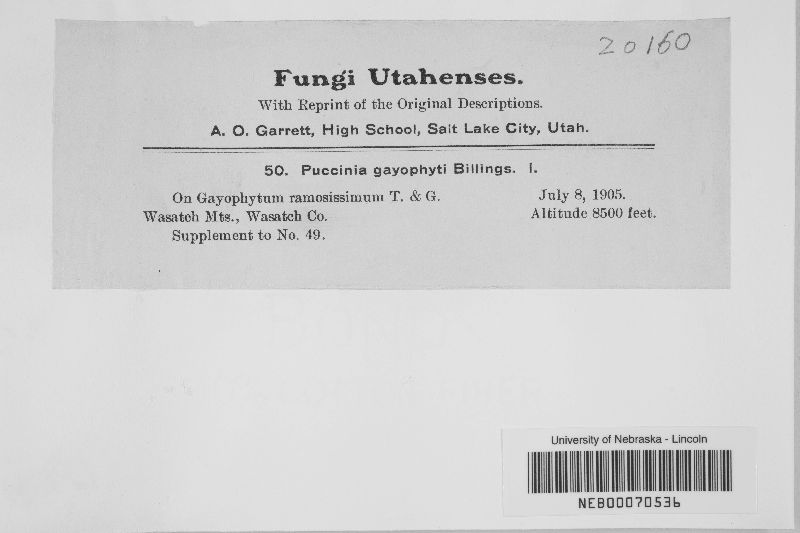 20160
Fungi Utahenses.
With Reprint of the Original Descriptions.
A. O. Garrett, High School, Salt Lake City, Utah.
50. Puccinia gayophyti Billings. I.
On Gayophytum ramosissimum T. & G. July 8, 1905.
Wasatch Mts., Wasatch Co. Altitude 8500 feet.
Supplement to No. 49.
University of Nebraska - Lincoln
NEB00070536